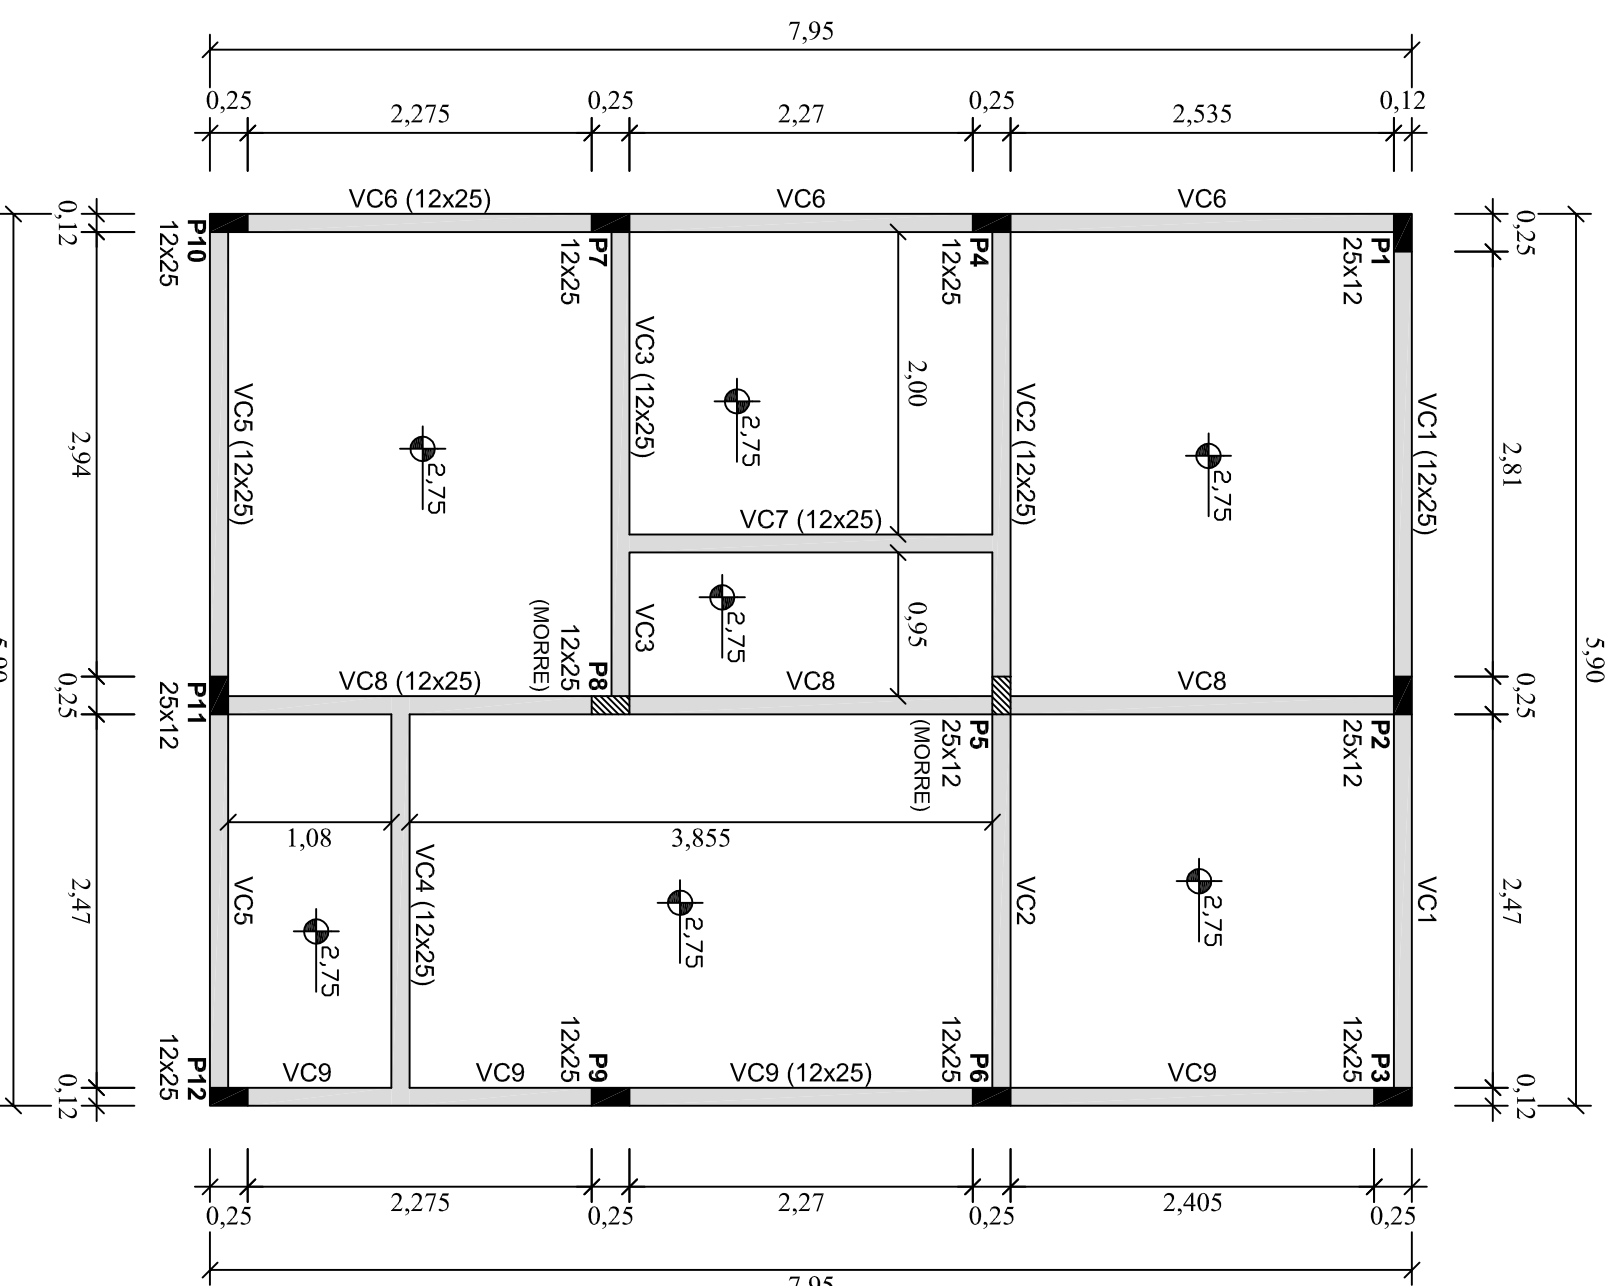 7,95
0,25
2,275
0,25
2,27
0,25
2,535
0,12
VC6 (12x25)
VC6
VC6
0,12
0,25
P10
12x25
P7
12x25
P4
12x25
P1
25x12
VC3 (12x25)
2,00
VC5 (12x25)
VC2 (12x25)
VC1 (12x25)
2,75
2,75
2,75
2,94
2,81
VC7 (12x25)
2,75
VC3
0,95
5,90
5,90
P8
12x25
(MORRE)
VC8 (12x25)
VC8
VC8
0,25
0,25
P11
25x12
P5
25x12
(MORRE)
P2
25x12
1,08
3,855
VC4 (12x25)
VC5
VC2
VC1
2,47
2,47
2,75
2,75
2,75
P12
12x25
P9
12x25
P6
12x25
P3
12x25
VC9
VC9
VC9 (12x25)
VC9
0,12
0,12
2,275
2,27
2,405
0,25
0,25
0,25
0,25
7,95